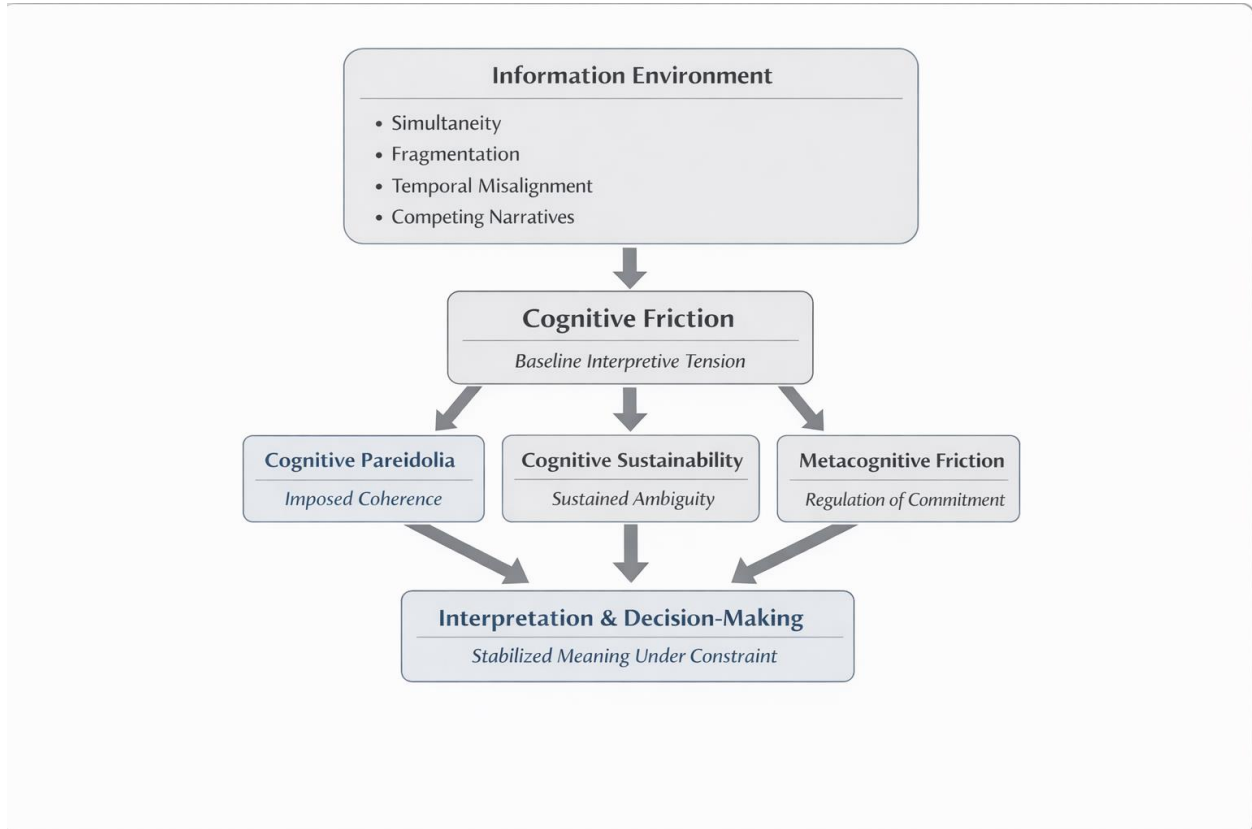 Information Environment
• Simultaneity
• Fragmentation
• Temporal Misalignment
• Competing Narratives
Cognitive Friction
Baseline Interpretive Tension
Cognitive Pareidolia
Imposed Coherence
Cognitive Sustainability
Sustained Ambiguity
Metacognitive Friction
Regulation of Commitment
Interpretation & Decision-Making
Stabilized Meaning Under Constraint